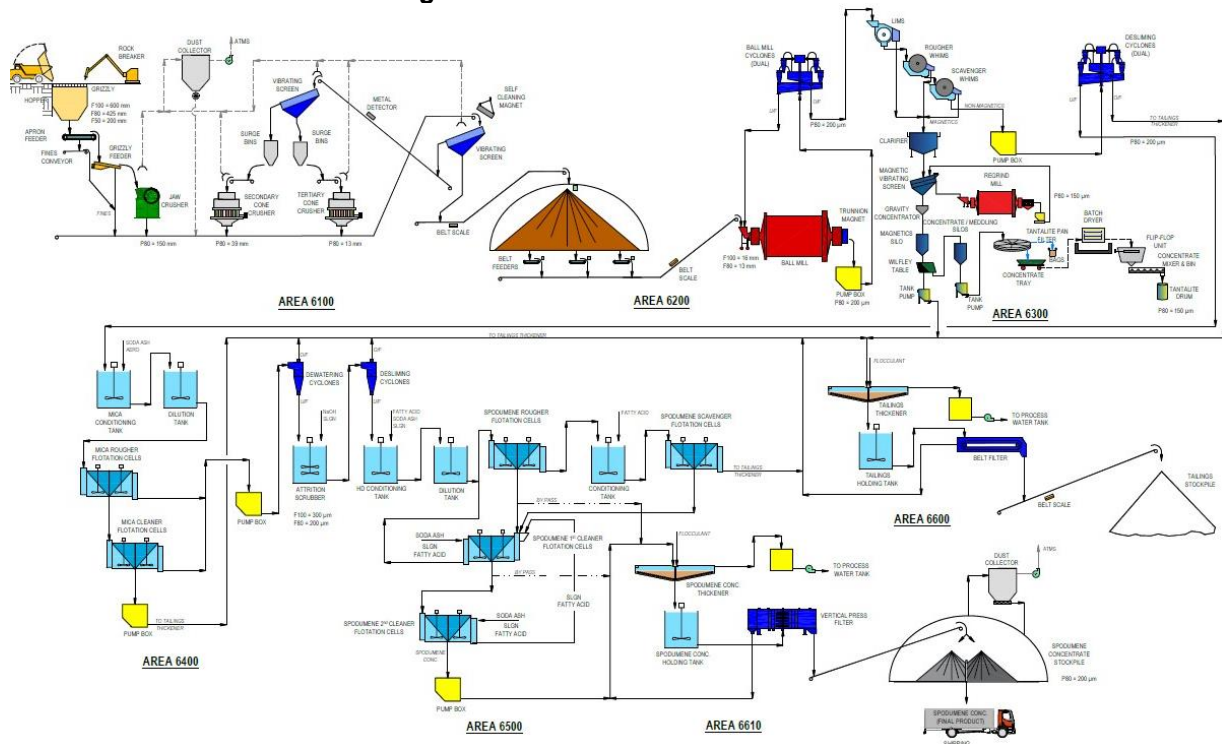 ROCK
BREAKER
DUST
COLLECTOR
ATMS
HOPPER
GRIZZLY
F100 = 600 mm
F80 = 425 mm
F50 = 200 mm
APRON
FEEDER
FINES
CONVEYOR
GRIZZLY
FEEDER
FINES
JAW
CRUSHER
P80 = 150 mm
VIBRATING
SCREEN
SURGE
BINS
SURGE
BINS
SECONDARY
CONE
CRUSHER
P80 = 39 mm
TERTIARY
CONE
CRUSHER
P80 = 13 mm
METAL
DETECTOR
SELF
CLEANING
MAGNET
VIBRATING
SCREEN
BELT SCALE
AREA 6100
BELT
FEEDERS
BELT
SCALE
AREA 6200
BALL MILL
CYCLONES
(DUAL)
U/F
O/F
P80 = 200 µm
F100 = 16 mm
F80 = 13 mm
BALL MILL
TRUNNION
MAGNET
PUMP BOX
P80 = 200 µm
LIMS
ROUGHER
WHIMS
SCAVENGER
WHIMS
NON-MAGNETICS
MAGNETICS
PUMP BOX
DESLIMING
CYCLONES
(DUAL)
U/F
O/F
TO TAILINGS
THICKENER
P80 = 200 µm
CLARIFIER
MAGNETIC
VIBRATING
SCREEN
REGRIND
MILL
P80 = 150 µm
GRAVITY
CONCENTRATOR
CONCENTRATE / MIDDLING
SILOS
MAGNETICS
SILO
WILFLEY
TABLE
TANK
PUMP
TANK
PUMP
TANTALITE PAN
FILTER
BAGS
CONCENTRATE
TRAY
BATCH
DRYER
FLIP-FLOP
UNIT
CONCENTRATE
MIXER & BIN
TANTALITE
DRUM
P80 = 150 µm
AREA 6300
TO TAILINGS THICKENER
SODA ASH
AERO
MICA
CONDITIONING
TANK
DILUTION
TANK
MICA ROUGHER
FLOTATION CELLS
MICA CLEANER
FLOTATION CELLS
PUMP BOX
TO TAILINGS
THICKENER
AREA 6400
PUMP BOX
O/F
DEWATERING
CYCLONES
U/F
NaOH
SLGN
ATTRITION
SCRUBBER
F100 = 300 µm
F80 = 200 µm
O/F
DESLIMING
CYCLONES
U/F
FATTY ACID
SODA ASH
SLGN
HD CONDITIONING
TANK
DILUTION
TANK
SPODUMENE ROUGHER
FLOTATION CELLS
FATTY ACID
CONDITIONING
TANK
SPODUMENE SCAVENGER
FLOTATION CELLS
TO TAILINGS
THICKENER
BY PASS
SODA ASH
SLGN
FATTY ACID
SPODUMENE 1st CLEANER
FLOTATION CELLS
BY PASS
SLGN
FATTY ACID
SODA ASH
SLGN
FATTY ACID
SPODUMENE 2nd CLEANER
FLOTATION CELLS
SPODUMENE
CONC
PUMP BOX
AREA 6500
FLOCCULANT
SPODUMENE CONC.
THICKENER
TO PROCESS
WATER TANK
SPODUMENE CONC.
HOLDING TANK
VERTICAL PRESS
FILTER
AREA 6610
FLOCCULANT
TAILINGS
THICKENER
TO PROCESS
WATER TANK
TAILINGS
HOLDING TANK
BELT FILTER
BELT SCALE
TAILINGS
STOCKPILE
AREA 6600
DUST
COLLECTOR
ATMS
SPODUMENE
CONCENTRATE
STOCKPILE
P80 = 200 µm
SPODUMENE CONC.
(FINAL PRODUCT)
SHIPPING